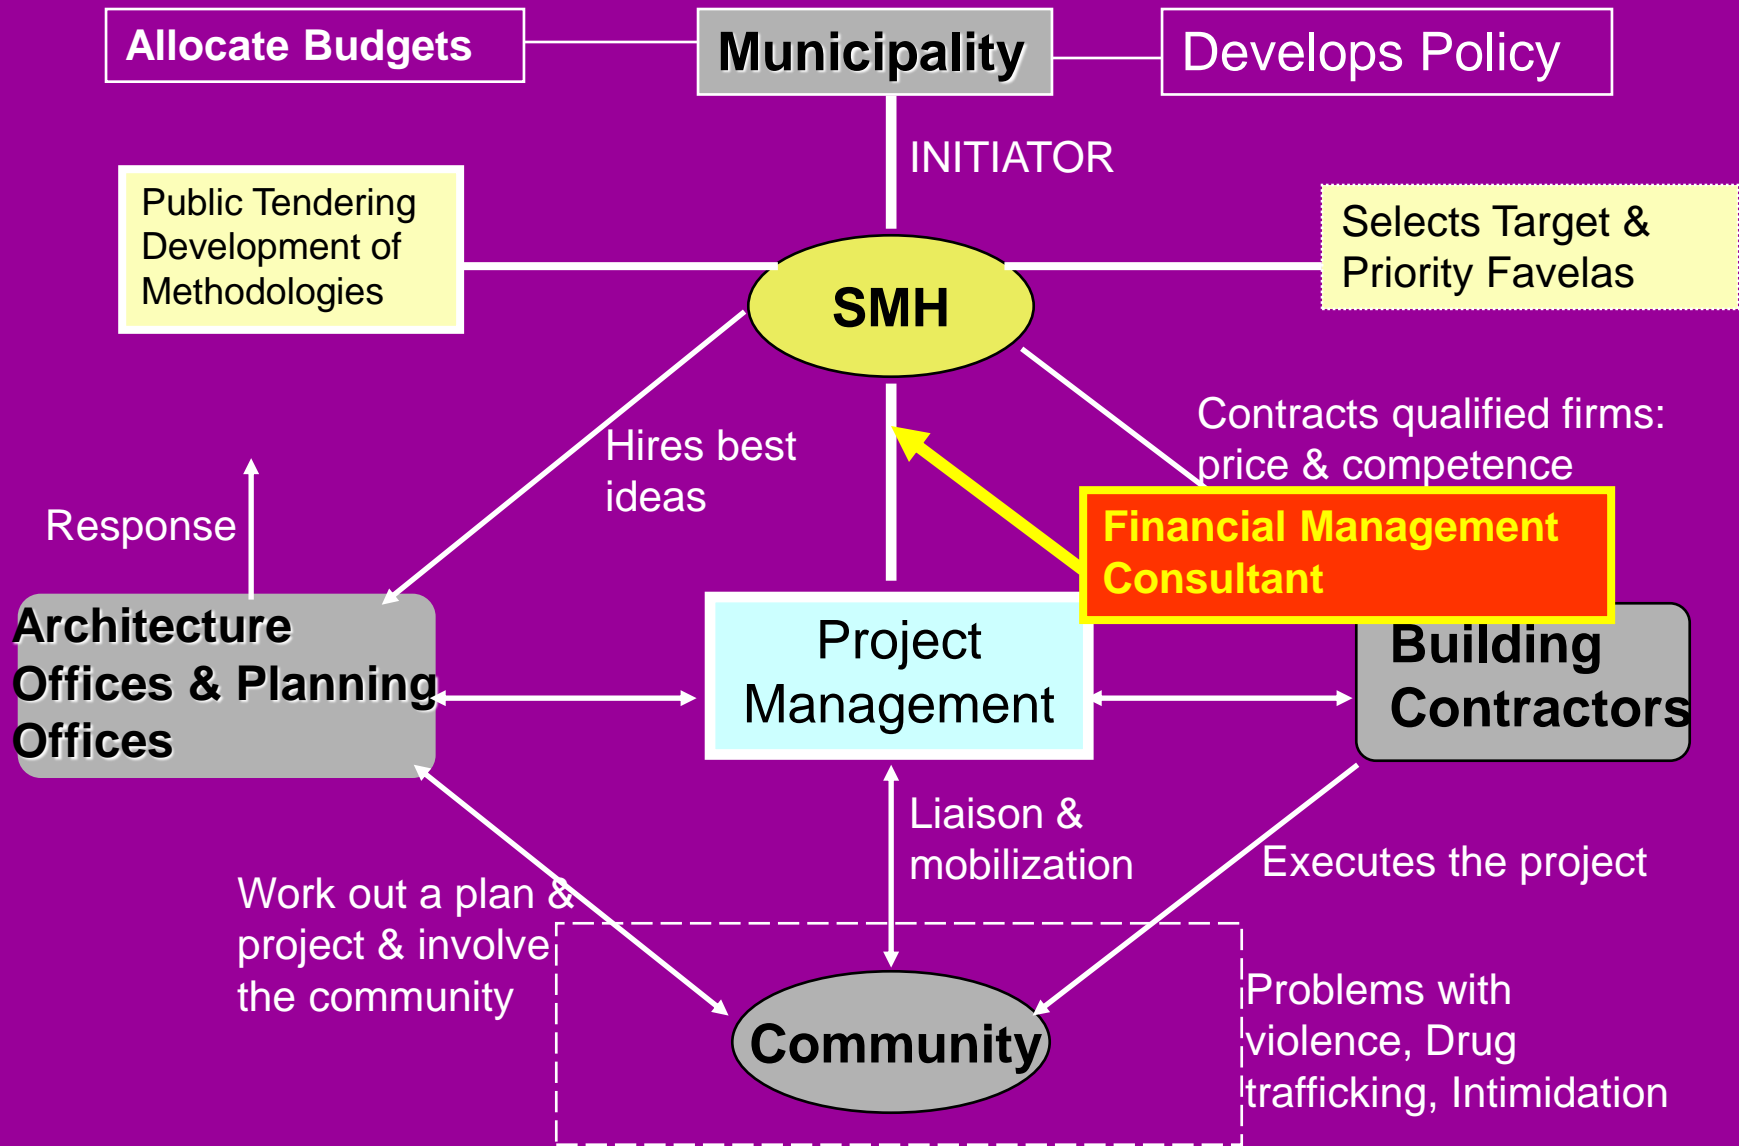 Allocate Budgets
Municipality
Develops Policy
INITIATOR
Public Tendering
Development of
Methodologies
Selects Target &
Priority Favelas
SMH
Contracts qualified firms:
price & competence
Hires best
ideas
Response
Financial Management
Consultant
Architecture
Offices & Planning
Offices
Project
Management
Building
Contractors
Liaison &
mobilization
Executes the project
Work out a plan &
project & involve
the community
Community
Problems with
violence, Drug
trafficking, Intimidation